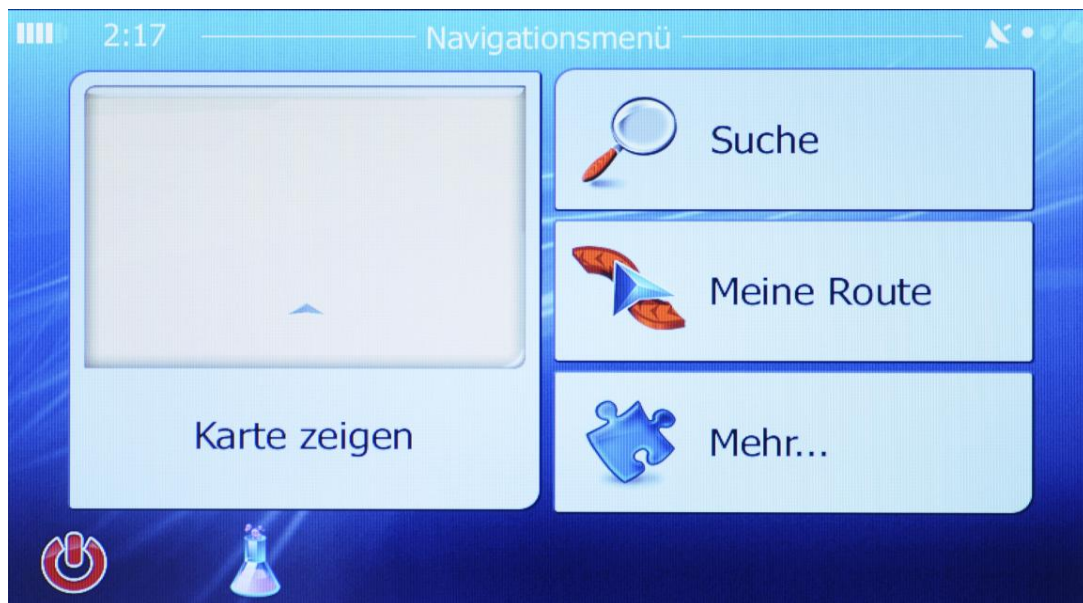 2:17
Navigationsmenü
Suche
Meine Route
Karte zeigen
Mehr...